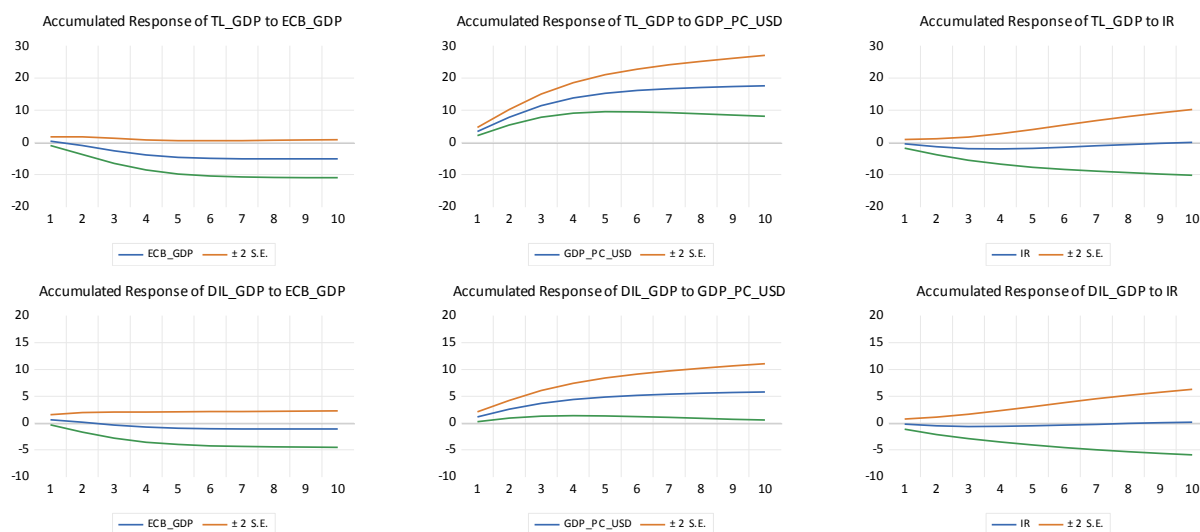 Accumulated Response of TL_GDP to ECB_GDP
30
20
10
0
-10
-20
1 2 3 4 5 6 7 8 9 10
ECB_GDP ± 2 S.E.
Accumulated Response of TL_GDP to GDP_PC_USD
30
20
10
0
-10
-20
1 2 3 4 5 6 7 8 9 10
GDP_PC_USD ± 2 S.E.
Accumulated Response of TL_GDP to IR
30
20
10
0
-10
-20
1 2 3 4 5 6 7 8 9 10
IR ± 2 S.E.
Accumulated Response of DIL_GDP to ECB_GDP
20
15
10
5
0
-5
-10
1 2 3 4 5 6 7 8 9 10
ECB_GDP ± 2 S.E.
Accumulated Response of DIL_GDP to GDP_PC_USD
20
15
10
5
0
-5
-10
1 2 3 4 5 6 7 8 9 10
GDP_PC_USD ± 2 S.E.
Accumulated Response of DIL_GDP to IR
20
15
10
5
0
-5
-10
1 2 3 4 5 6 7 8 9 10
IR ± 2 S.E.